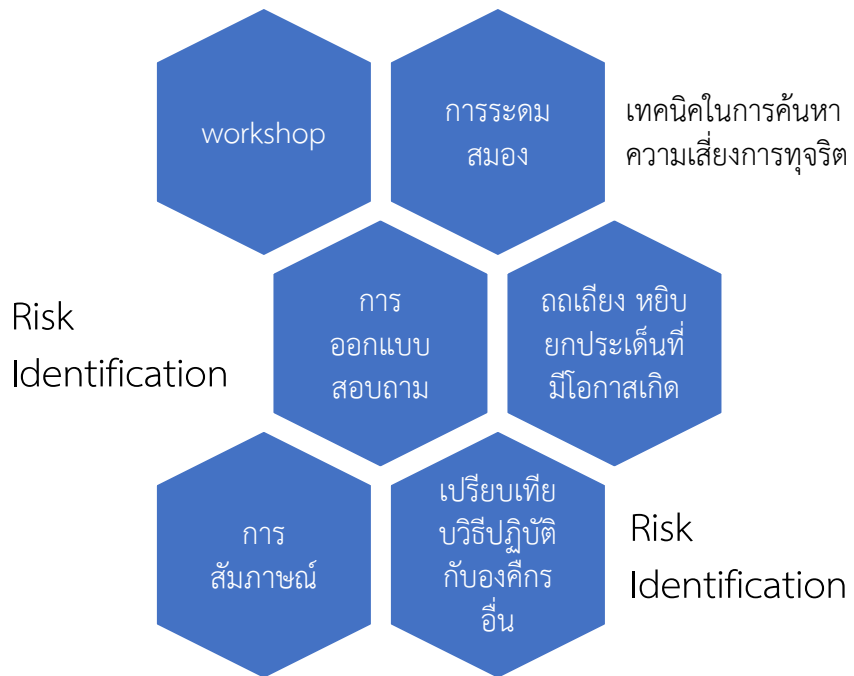 workshop
การระดม
สมอง
เทคนิคในการค้นหา
ความเสี่ยงการทุจริต
Risk
Identification
การ
ออกแบบ
สอบถาม
ถถเถียง หยิบ
ยกประเด็นที่
มีโอกาสเกิด
การ
สัมภาษณ์
เปรียบเทีย
บวิธีปฏิบัติ
กับองค์กร
อื่น
Risk
Identification